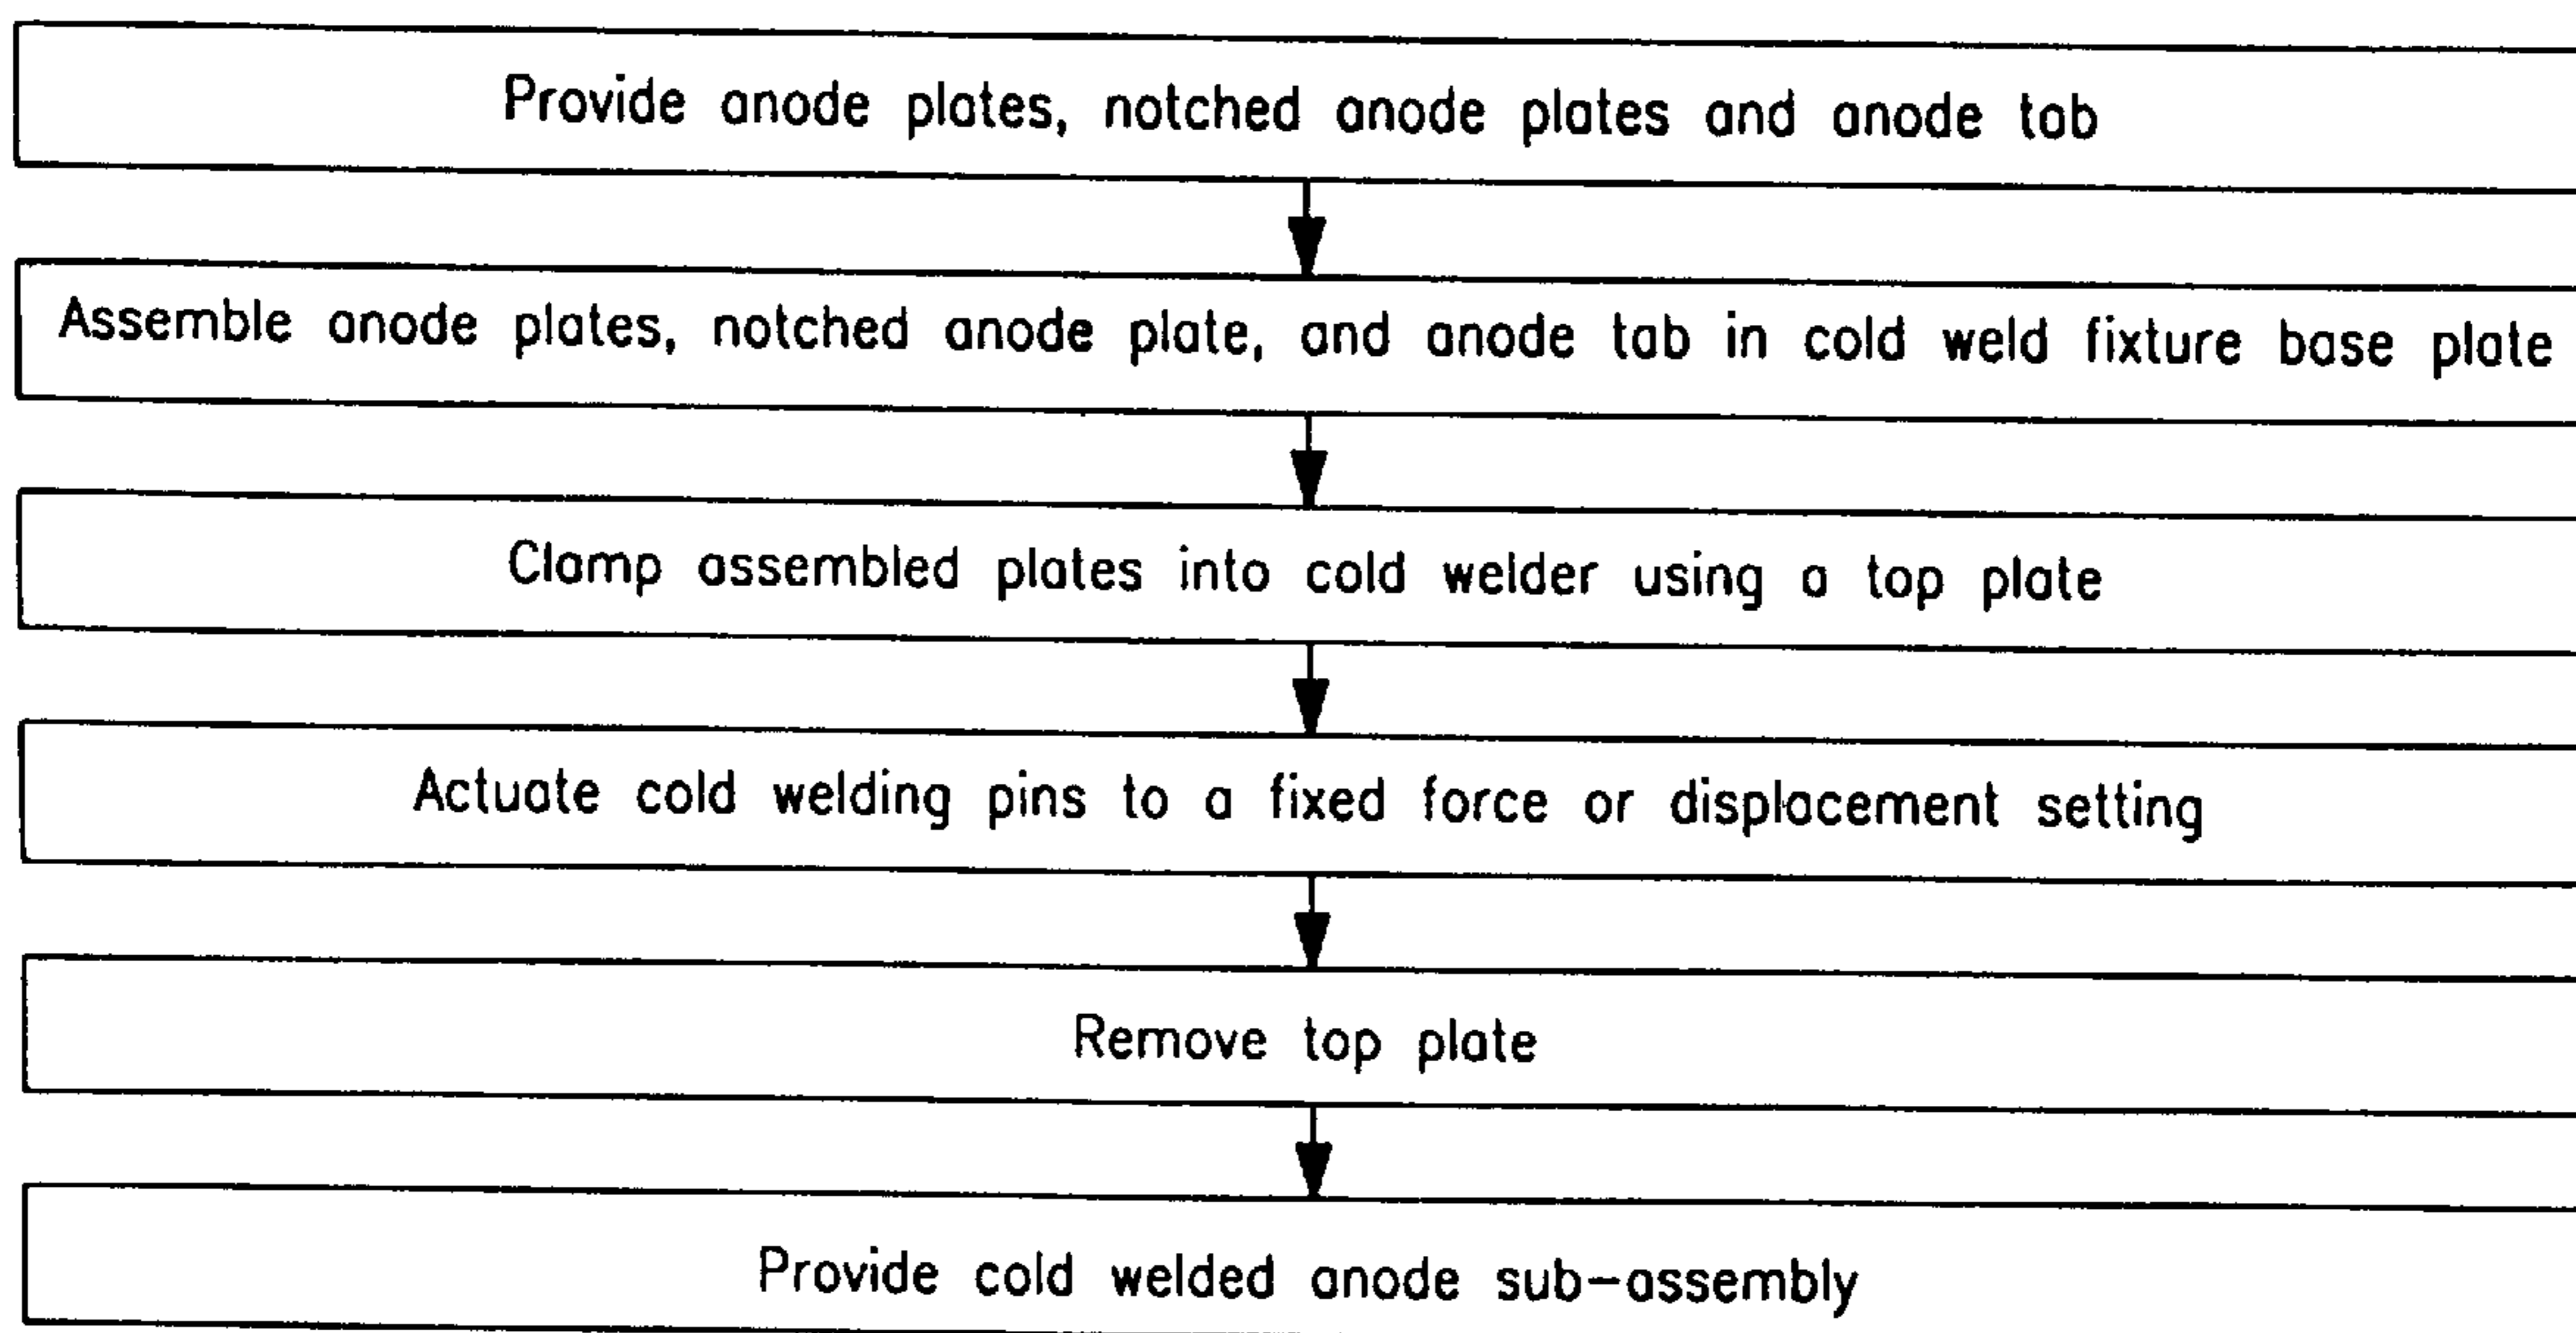 Provide anode plates, notched anode plates and anode tab
Assemble anode plates, notched anode plate, and anode tab in cold weld fixture base plate
Clamp assembled plates into cold welder using a top plate
Actuate cold welding pins to a fixed force or displacement setting
Remove top plate
Provide cold welded anode sub-assembly